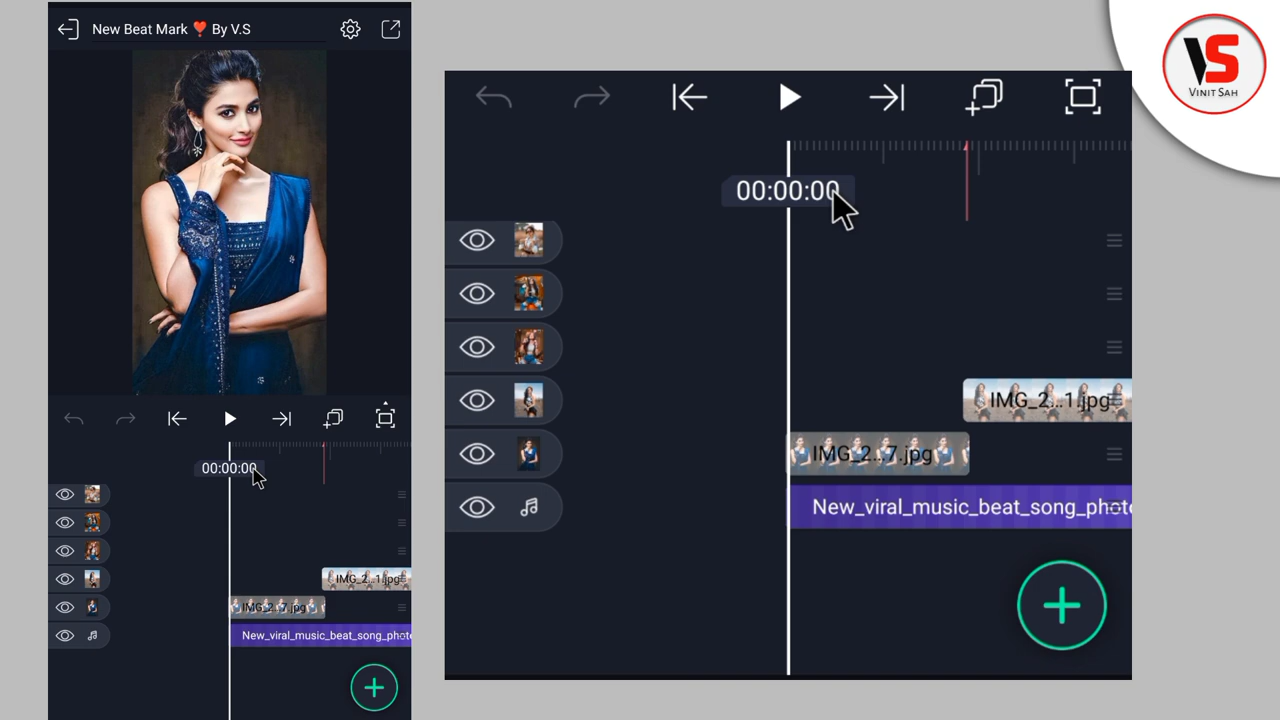 New Beat Mark ❤️ By V.S
00:00:00
IMG_2...1.jpg
IMG_2...7.jpg
New_viral_music_beat_song_phot
00:00:00
IMG_2...1.jpg
IMG_2...7.jpg
New_viral_music_beat_song_phot
VS
VINIT SAH